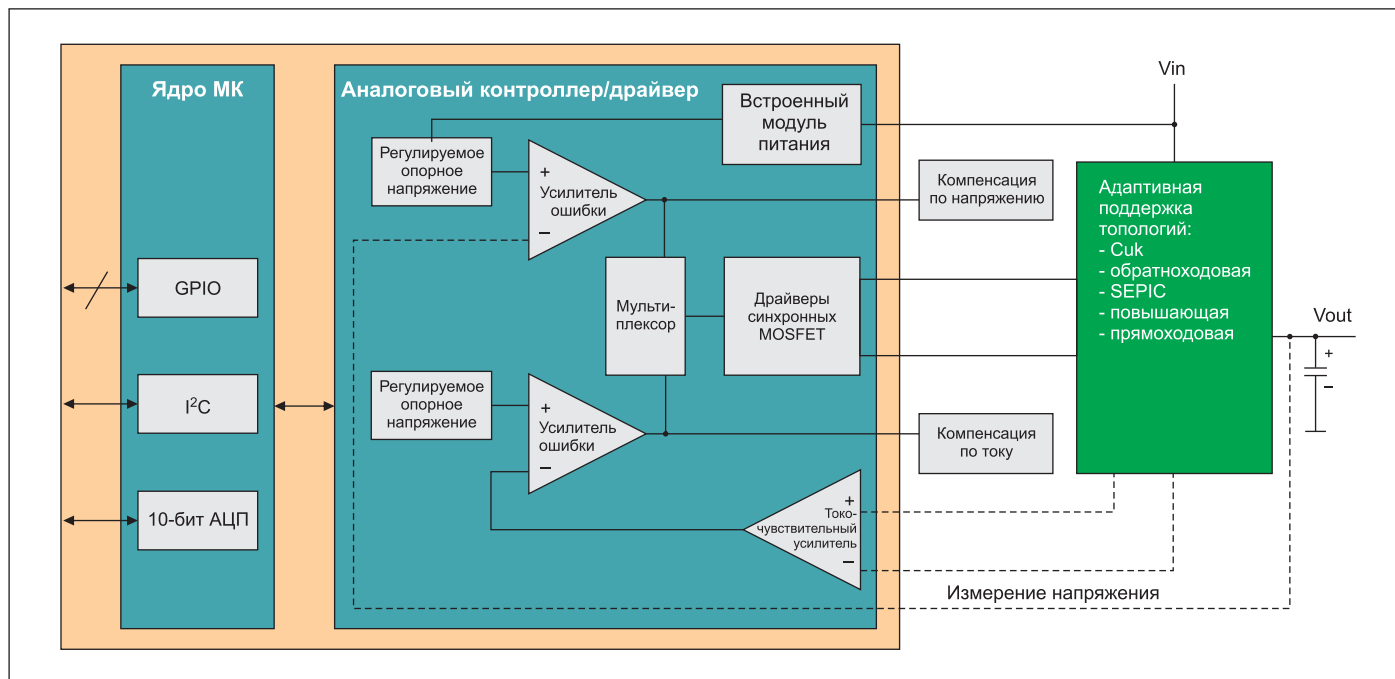 Ядро МК
GPIO
I²C
10-бит АЦП
Аналоговый контроллер/драйвер
Встроенный
модуль
питания
Регулируемое
опорное
напряжение
+
Усилитель
ошибки
–
Мульти-
плексор
Драйверы
синхронных
MOSFET
Регулируемое
опорное
напряжение
+
Усилитель
ошибки
–
+
Токо-
чувствительный
усилитель
–
Компенсация
по напряжению
Компенсация
по току
Vin
Адаптивная
поддержка
топологий:
- Cuk
- обратноходовая
- SEPIC
- повышающая
- прямоходовая
Vout
+
–
Измерение напряжения